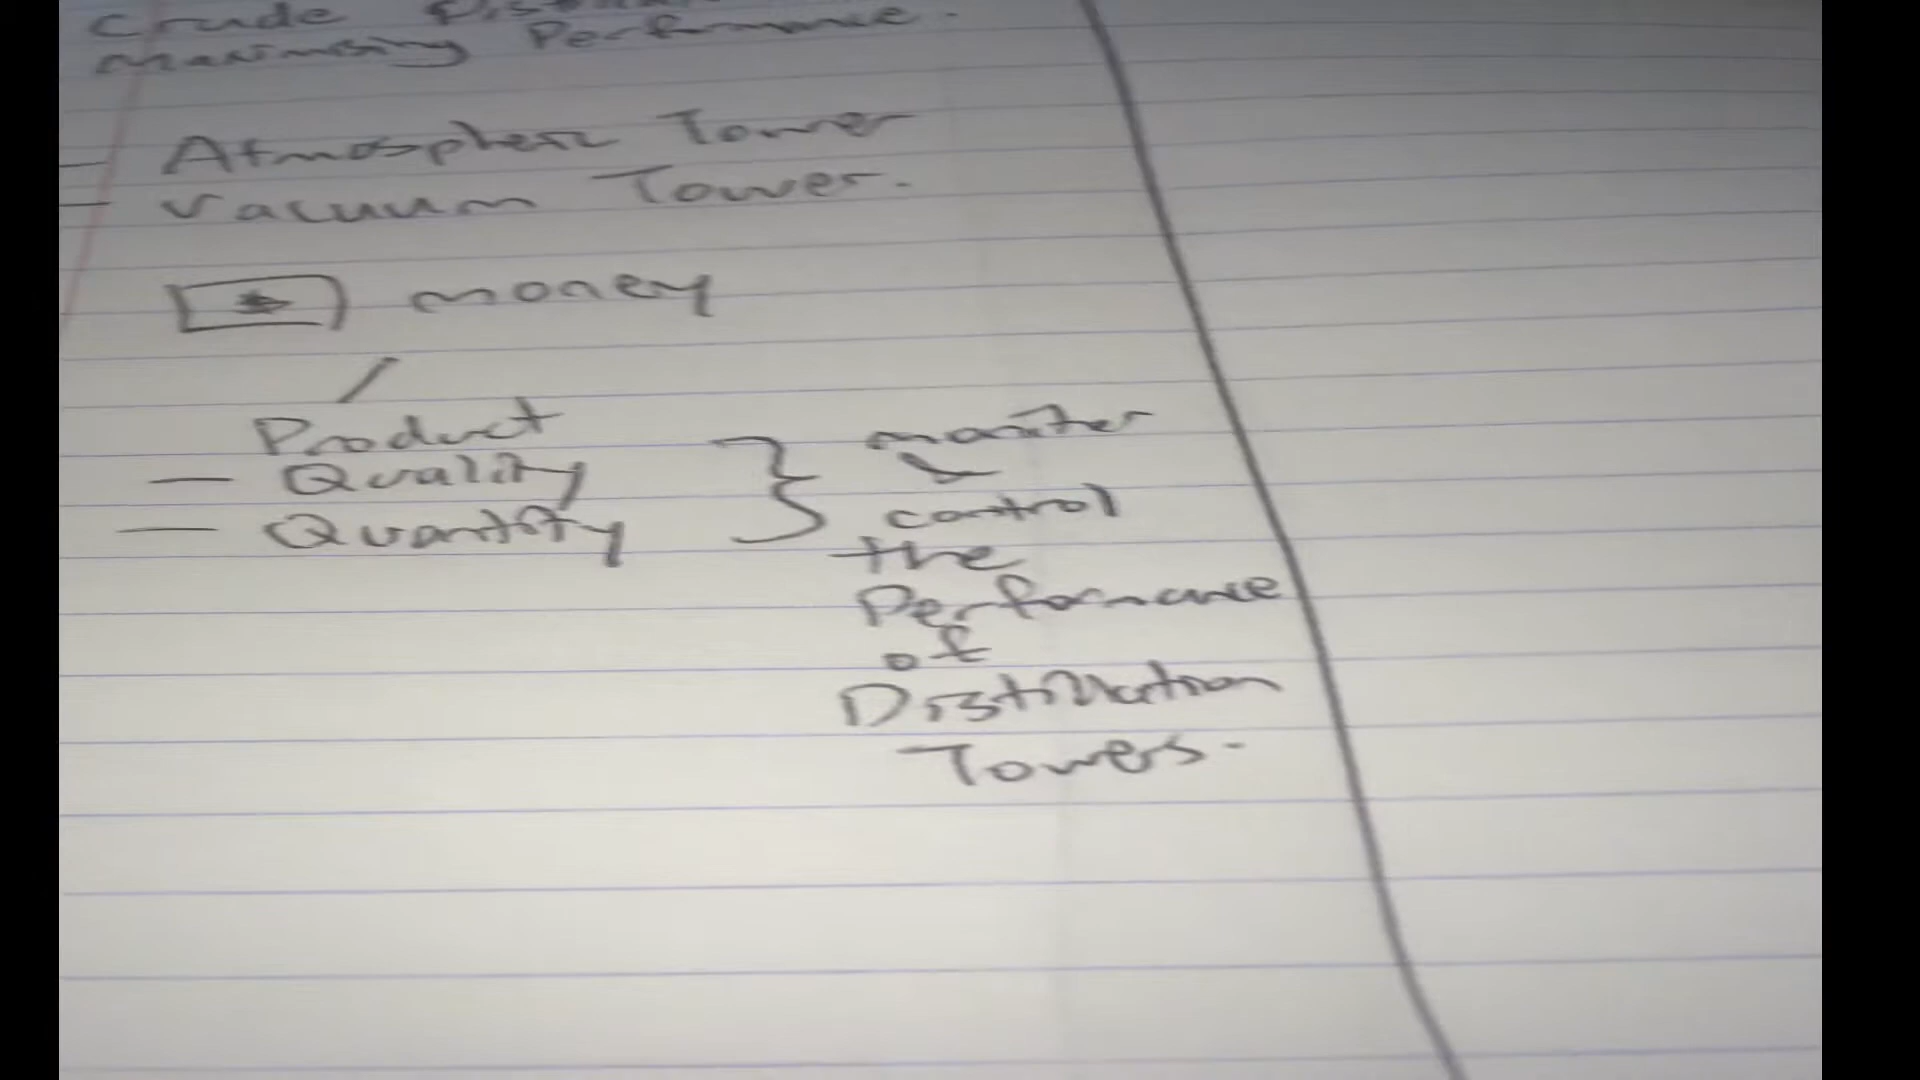 Crude
Maximising Performance.
- Atmospheric Tower
- Vacuum Tower.
money
Product
- Quality
- Quantity
monitor
&
control
the
Performance
of
Distillation
Towers.